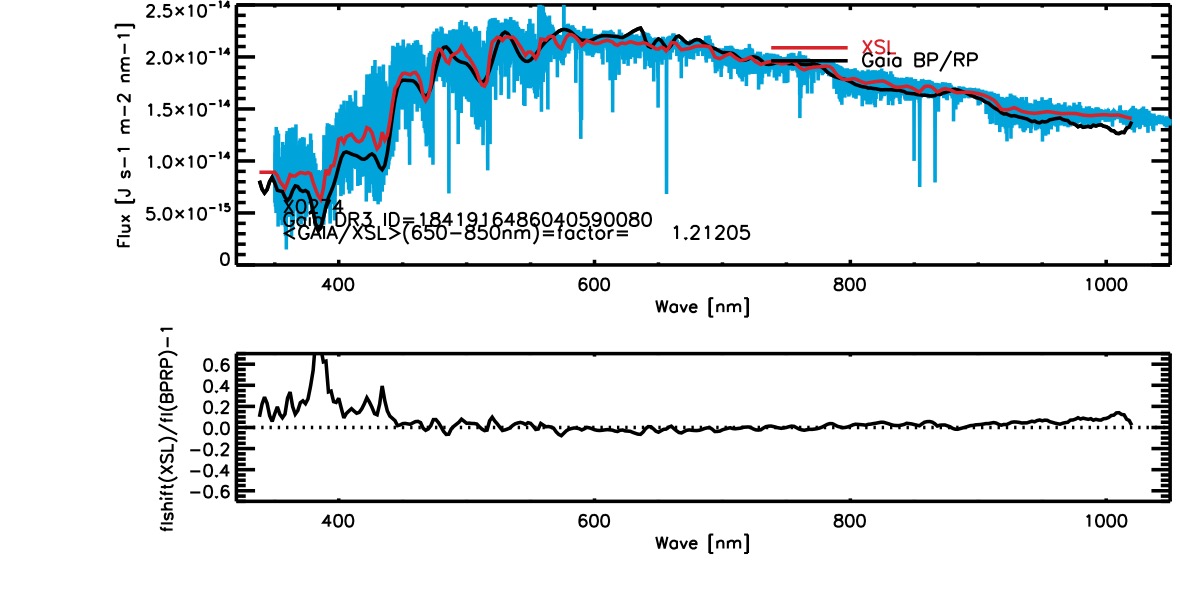 2.5×10−14
2.0×10−14
1.5×10−14
1.0×10−14
5.0×10−15
0
Flux [J s−1 m−2 nm−1]
XSL
Gaia BP/RP
X0274
Gaia DR3 ID=1841916486040590080
<GAIA/XSL>(650−850nm)=factor= 1.21205
400 600 800 1000
Wave [nm]
0.6
0.4
0.2
0.0
−0.2
−0.4
−0.6
flshift(XSL)/fl(BPRP)−1
400 600 800 1000
Wave [nm]